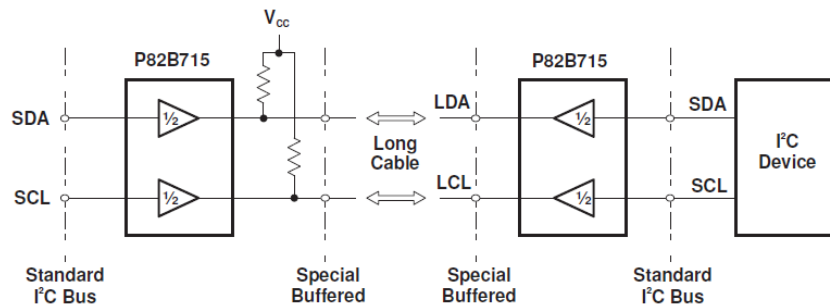 V_CC
P82B715
P82B715
SDA
½
LDA
½
SDA
Long
Cable
I²C
Device
SCL
½
LCL
½
SCL
Standard
I²C Bus
Special
Buffered
Special
Buffered
Standard
I²C Bus